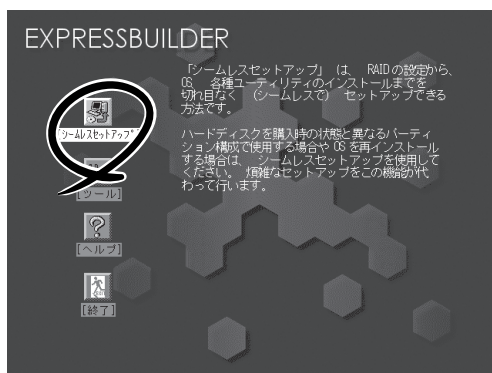 EXPRESSBUILDER
「シームレスセットアップ」 は、 RAIDの設定から、
OS、 各種ユーティリティのインストールまでを
切れ目なく (シームレスで) セットアップできる
方法です。
ハードディスクを購入時の状態と異なるパーティ
ション構成で使用する場合や OSを再インストール
する場合は、 シームレスセットアップを使用して
ください。 煩雑なセットアップをこの機能が代
わって行います。
シームレスセットアップ
[ツール]
[ヘルプ]
[終了]